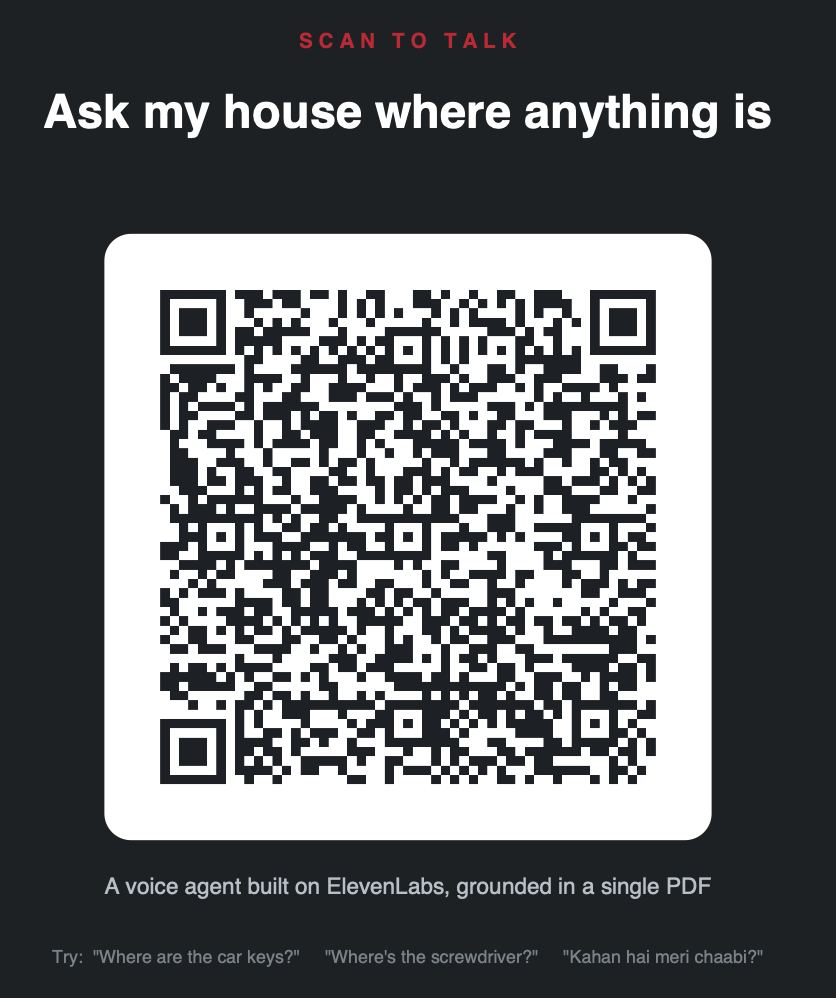 SCAN TO TALK
Ask my house where anything is
A voice agent built on ElevenLabs, grounded in a single PDF
Try: "Where are the car keys?" "Where's the screwdriver?" "Kahan hai meri chaabi?"